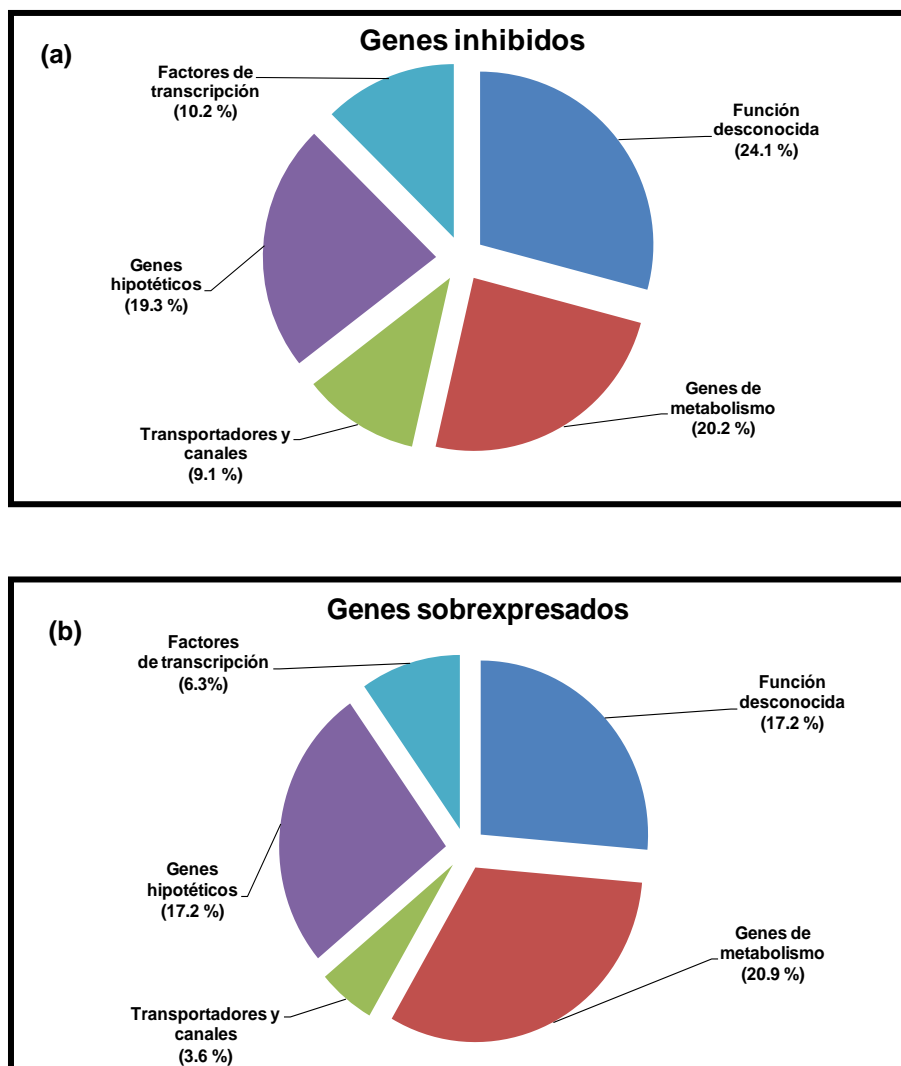 (a)
Genes inhibidos
Factores de
transcripción
(10.2 %)
Función
desconocida
(24.1 %)
Genes
hipotéticos
(19.3 %)
Genes de
metabolismo
(20.2 %)
Transportadores y
canales
(9.1 %)
(b)
Genes sobrexpresados
Factores
de transcripción
(6.3%)
Función
desconocida
(17.2 %)
Genes
hipotéticos
(17.2 %)
Genes de
metabolismo
(20.9 %)
Transportadores y
canales
(3.6 %)